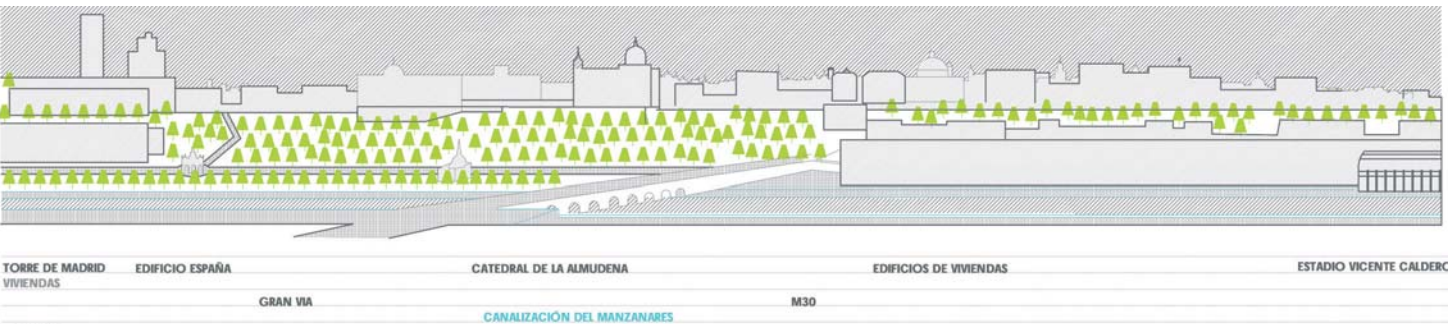 TORRE DE MADRID EDIFICIO ESPAÑA CATEDRAL DE LA ALMUDENA EDIFICIOS DE VIVIENDAS ESTADIO VICENTE CALDERO
VIVIENDAS
GRAN VIA M30
CANALIZACIÓN DEL MANZANARES